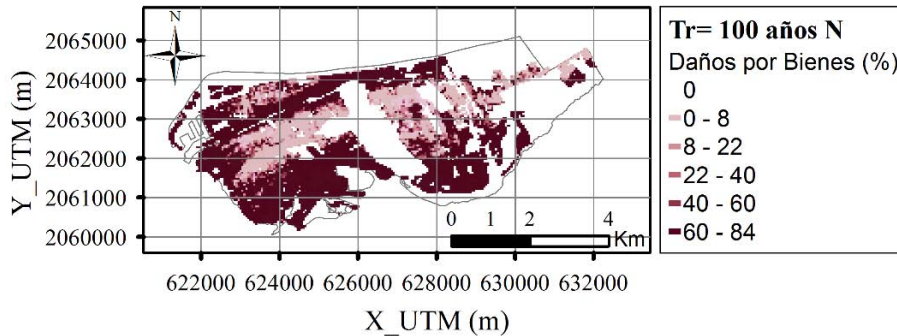 N
2065000
2064000
2063000
2062000
2061000
2060000
Y_UTM (m)
0 1 2 4
Km
622000 624000 626000 628000 630000 632000
X_UTM (m)
Tr= 100 años N
Daños por Bienes (%)
0
0 - 8
8 - 22
22 - 40
40 - 60
60 - 84